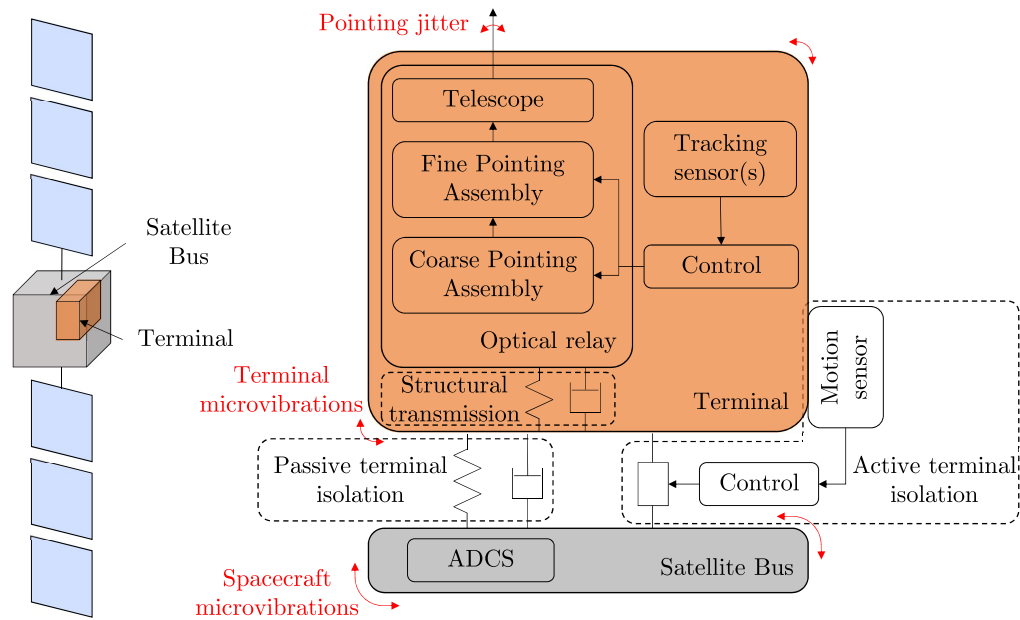 Pointing jitter
Telescope
Fine Pointing
Assembly
Coarse Pointing
Assembly
Optical relay
Tracking
sensor(s)
Control
Satellite
Bus
Terminal
Terminal
microvibrations
Structural
transmission
Terminal
Motion
sensor
Passive terminal
isolation
Control
Active terminal
isolation
ADCS
Satellite Bus
Spacecraft
microvibrations